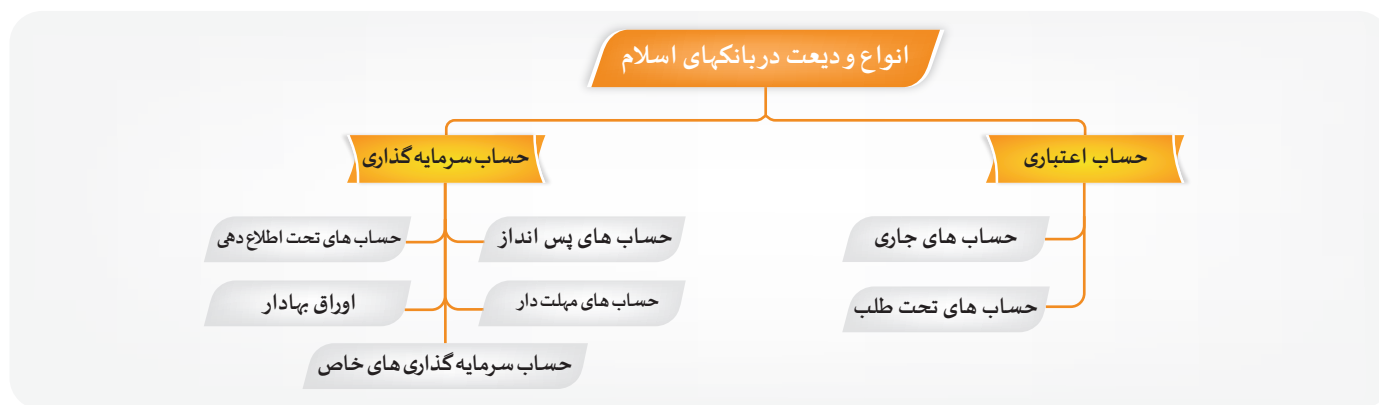 انواع ودیعت در بانکهای اسلام
حساب اعتباری
حساب سرمایه گذاری
حساب های جاری
حساب های پس انداز
حساب های تحت اطلاع دهی
حساب های تحت طلب
حساب های مهلت دار
اوراق بهادار
حساب سرمایه گذاری های خاص